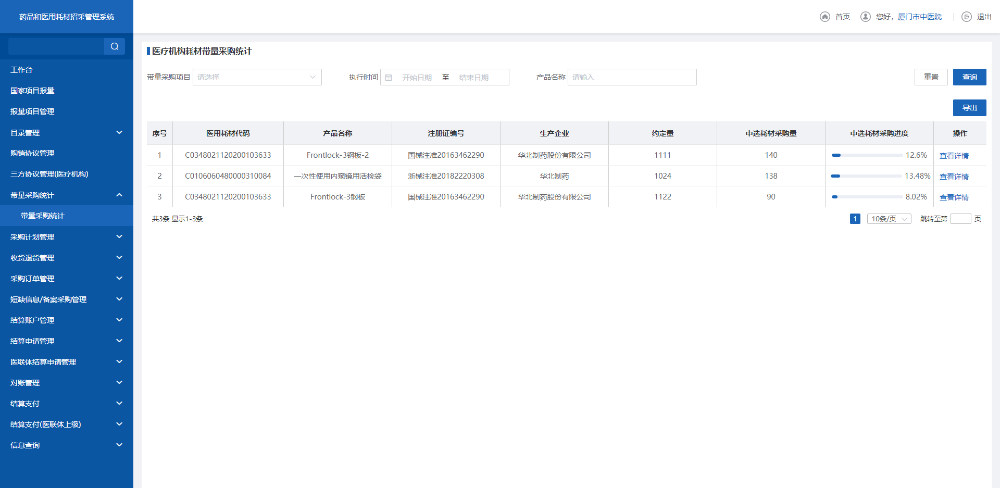 药品和医用耗材招采管理系统
首页
您好，厦门市中医院
退出
工作台
国家项目报量
报量项目管理
目录管理
购销协议管理
三方协议管理(医疗机构)
带量采购统计
带量采购统计
采购计划管理
收货退货管理
采购订单管理
短缺信息/备案采购管理
结算账户管理
结算申请管理
医联体结算申请管理
对账管理
结算支付
结算支付(医联体上级)
信息查询
医疗机构耗材带量采购统计
带量采购项目 请选择 执行时间 开始日期 至 结束日期 产品名称 请输入 重置 查询
导出
序号 医用耗材代码 产品名称 注册证编号 生产企业 约定量 中选耗材采购量 中选耗材采购进度 操作
1 C0348021120200103633 Frontlock-3钢板-2 国械注准20163462290 华北制药股份有限公司 1111 140 12.6% 查看详情
2 C0106060480000310084 一次性使用内窥镜用活检袋 浙械注准20182220308 华北制药 1024 138 13.48% 查看详情
3 C0348021120200103633 Frontlock-3钢板 国械注准20163462290 华北制药股份有限公司 1122 90 8.02% 查看详情
共3条 显示1-3条 1 10条/页 跳转至第 页